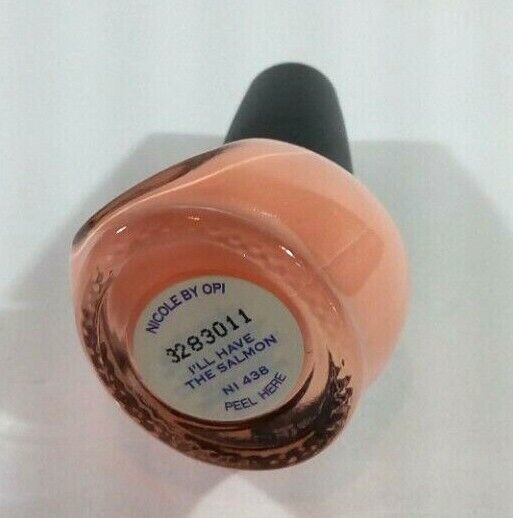 NICOLE BY OPI
3283011
I'LL HAVE
THE SALMON
NI 438
PEEL HERE